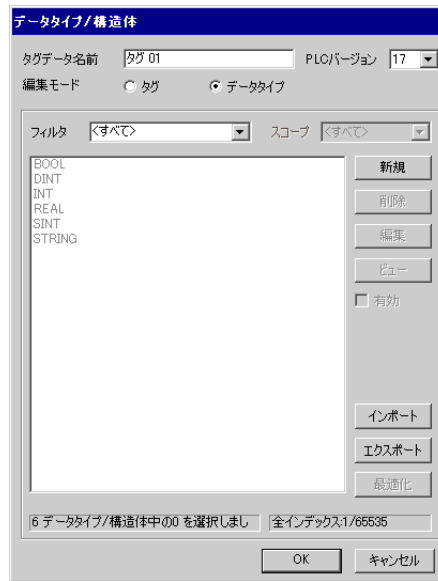 データタイプ/構造体
タグデータ名前 タグ 01 PLCバージョン 17
編集モード タグ データタイプ
フィルタ <すべて> スコープ <すべて>
BOOL
DINT
INT
REAL
SINT
STRING
新規
削除
編集
ビュー
有効
インポート
エクスポート
最適化
6 データタイプ/構造体中の0 を選択しまし 全インデックス:1/65535
OK キャンセル